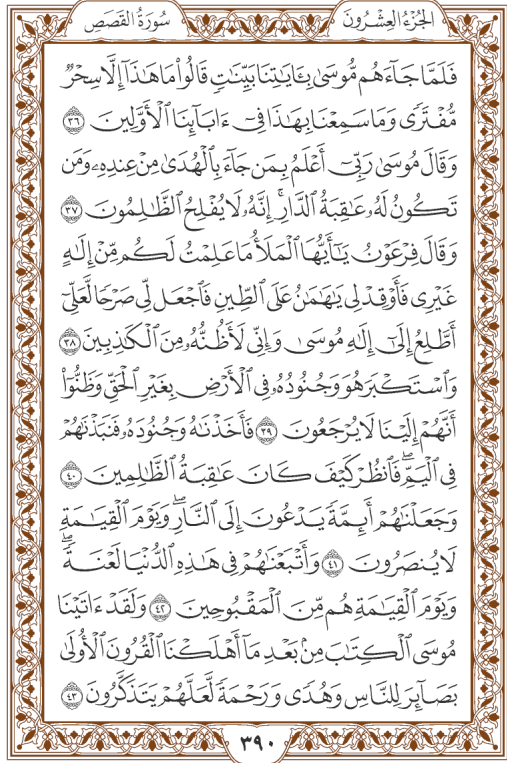 الجُزْءُ العِشْرُونَ
سُورَةُ القَصَصِ
فَلَمَّا جَآءَهُم مُّوسَىٰ بِـَٔايَـٰتِنَا بَيِّنَـٰتٍ قَالُوا۟ مَا هَـٰذَآ إِلَّا سِحْرٌ
مُّفْتَرًى وَمَا سَمِعْنَا بِهَـٰذَا فِىٓ ءَابَآئِنَا ٱلْأَوَّلِينَ ٣٦
وَقَالَ مُوسَىٰ رَبِّىٓ أَعْلَمُ بِمَن جَآءَ بِٱلْهُدَىٰ مِنْ عِندِهِۦ وَمَن
تَكُونُ لَهُۥ عَـٰقِبَةُ ٱلدَّارِ ۚ إِنَّهُۥ لَا يُفْلِحُ ٱلظَّـٰلِمُونَ ٣٧
وَقَالَ فِرْعَوْنُ يَـٰٓأَيُّهَا ٱلْمَلَأُ مَا عَلِمْتُ لَكُم مِّنْ إِلَـٰهٍ
غَيْرِى فَأَوْقِدْ لِى يَـٰهَـٰمَـٰنُ عَلَى ٱلطِّينِ فَٱجْعَل لِّى صَرْحًا لَّعَلِّىٓ
أَطَّلِعُ إِلَىٰٓ إِلَـٰهِ مُوسَىٰ وَإِنِّى لَأَظُنُّهُۥ مِنَ ٱلْكَـٰذِبِينَ ٣٨
وَٱسْتَكْبَرَ هُوَ وَجُنُودُهُۥ فِى ٱلْأَرْضِ بِغَيْرِ ٱلْحَقِّ وَظَنُّوٓا۟
أَنَّهُمْ إِلَيْنَا لَا يُرْجَعُونَ ٣٩ فَأَخَذْنَـٰهُ وَجُنُودَهُۥ فَنَبَذْنَـٰهُمْ
فِى ٱلْيَمِّ ۖ فَٱنظُرْ كَيْفَ كَانَ عَـٰقِبَةُ ٱلظَّـٰلِمِينَ ٤٠
وَجَعَلْنَـٰهُمْ أَئِمَّةً يَدْعُونَ إِلَى ٱلنَّارِ ۖ وَيَوْمَ ٱلْقِيَـٰمَةِ
لَا يُنصَرُونَ ٤١ وَأَتْبَعْنَـٰهُمْ فِى هَـٰذِهِ ٱلدُّنْيَا لَعْنَةً ۖ
وَيَوْمَ ٱلْقِيَـٰمَةِ هُم مِّنَ ٱلْمَقْبُوحِينَ ٤٢ وَلَقَدْ ءَاتَيْنَا
مُوسَى ٱلْكِتَـٰبَ مِنۢ بَعْدِ مَآ أَهْلَكْنَا ٱلْقُرُونَ ٱلْأُولَىٰ
بَصَآئِرَ لِلنَّاسِ وَهُدًى وَرَحْمَةً لَّعَلَّهُمْ يَتَذَكَّرُونَ ٤٣
٣٩٠